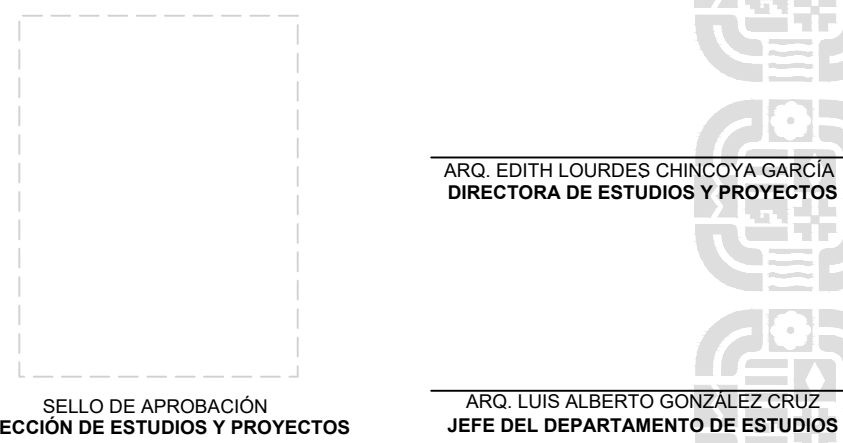 ARQ. EDITH LOURDES CHINCOYA GARCÍA
DIRECTORA DE ESTUDIOS Y PROYECTOS
SELLO DE APROBACIÓN
ECCIÓN DE ESTUDIOS Y PROYECTOS
ARQ. LUIS ALBERTO GONZÁLEZ CRUZ
JEFE DEL DEPARTAMENTO DE ESTUDIOS